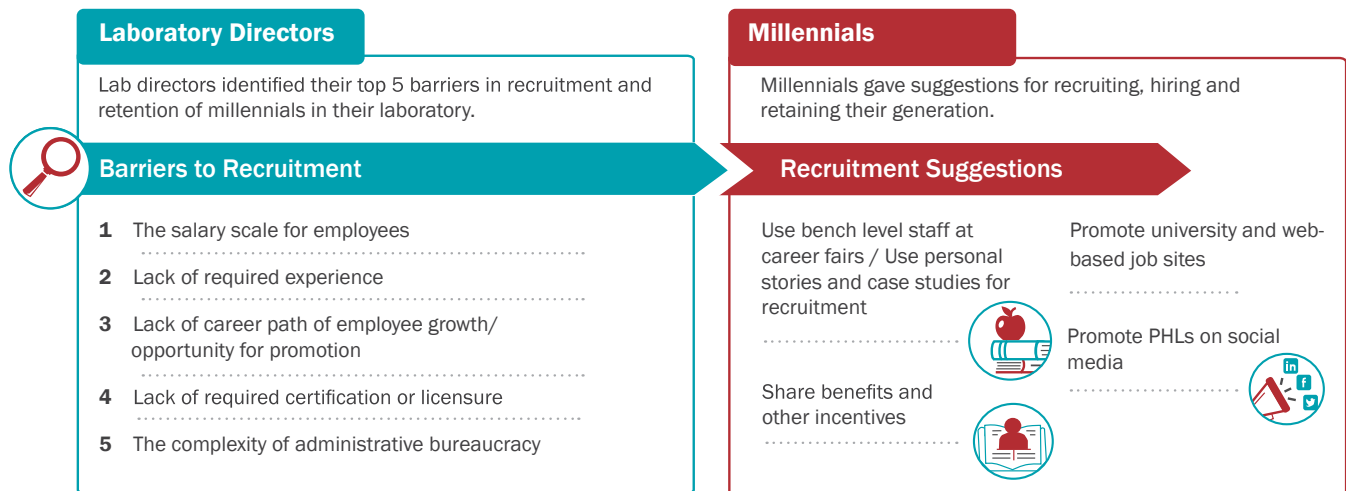 Laboratory Directors
Lab directors identified their top 5 barriers in recruitment and
retention of millennials in their laboratory.
Barriers to Recruitment
1 The salary scale for employees
2 Lack of required experience
3 Lack of career path of employee growth/
opportunity for promotion
4 Lack of required certification or licensure
5 The complexity of administrative bureaucracy
Millennials
Millennials gave suggestions for recruiting, hiring and
retaining their generation.
Recruitment Suggestions
Use bench level staff at
career fairs / Use personal
stories and case studies for
recruitment
Share benefits and
other incentives
Promote university and web-
based job sites
Promote PHLs on social
media
in
f